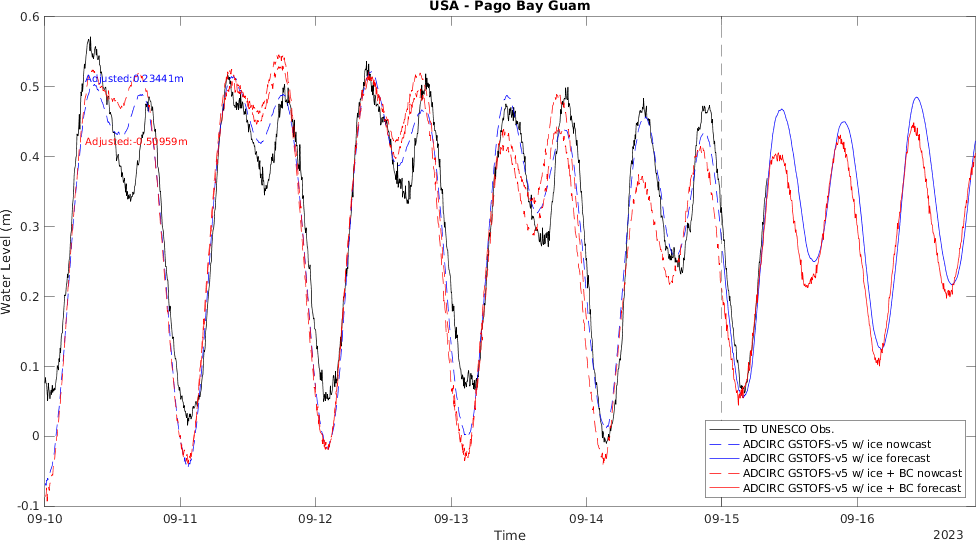 USA - Pago Bay Guam
0.6
0.5
0.4
0.3
0.2
0.1
0
-0.1
Water Level (m)
Adjusted:0.23441m
Adjusted:-0.50959m
TD UNESCO Obs.
ADCIRC GSTOFS-v5 w/ ice nowcast
ADCIRC GSTOFS-v5 w/ ice forecast
ADCIRC GSTOFS-v5 w/ ice + BC nowcast
ADCIRC GSTOFS-v5 w/ ice + BC forecast
09-10 09-11 09-12 09-13 09-14 09-15 09-16
Time
2023